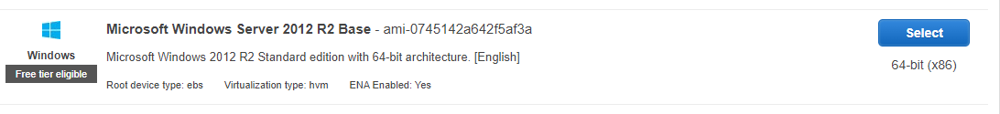 Microsoft Windows Server 2012 R2 Base - ami-0745142a642f5af3a
Select
Windows
Microsoft Windows 2012 R2 Standard edition with 64-bit architecture. [English]
64-bit (x86)
Free tier eligible
Root device type: ebs Virtualization type: hvm ENA Enabled: Yes